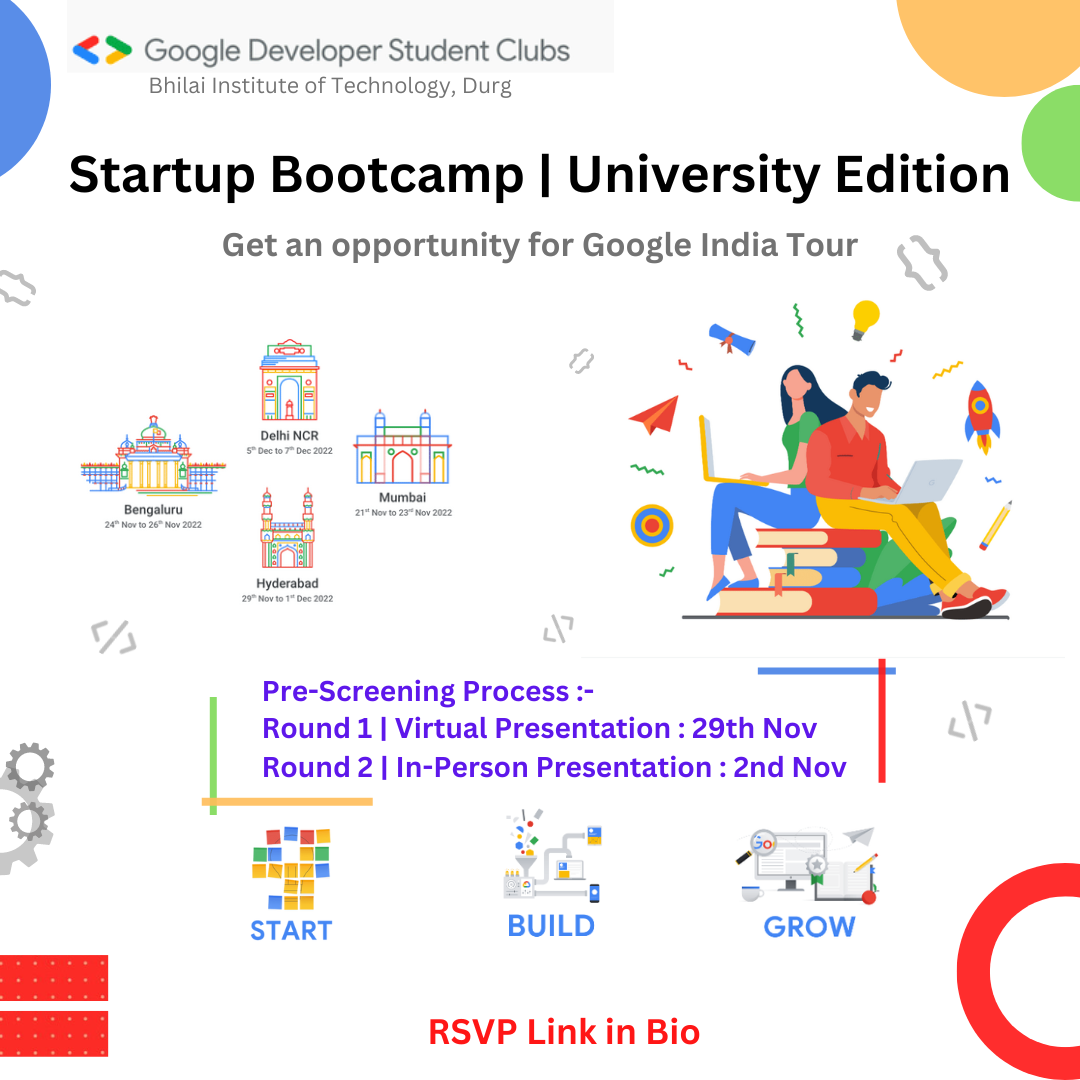 Google Developer Student Clubs
Bhilai Institute of Technology, Durg
Startup Bootcamp | University Edition
Get an opportunity for Google India Tour
Delhi NCR
5th Dec to 7th Dec 2022
Bengaluru
24th Nov to 26th Nov 2022
Mumbai
21st Nov to 23rd Nov 2022
Hyderabad
29th Nov to 1st Dec 2022
Pre-Screening Process :-
Round 1 | Virtual Presentation : 29th Nov
Round 2 | In-Person Presentation : 2nd Nov
Go
START
BUILD
GROW
RSVP Link in Bio